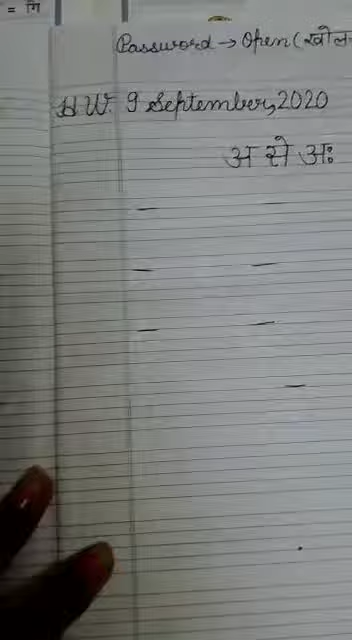 = गि
Password → Open (खोल
H.W. 9 September, 2020
अ से अः